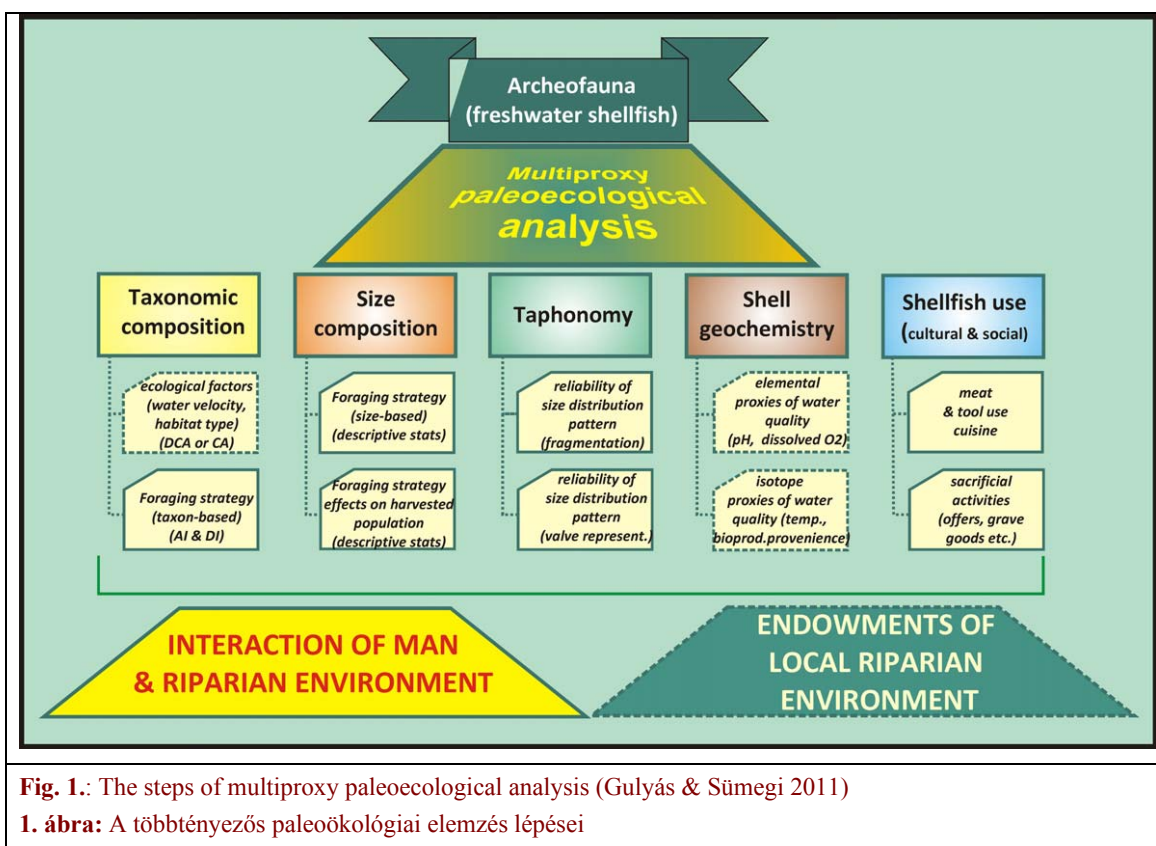 Archeofauna
(freshwater shellfish)
Multiproxy
paleoecological
analysis
Taxonomic
composition
Size
composition
Taphonomy
Shell
geochemistry
Shellfish use
(cultural & social)
ecological factors
(water velocity,
habitat type)
(DCA or CA)
Foraging strategy
(size-based)
(descriptive stats)
reliability of
size distribution
pattern
(fragmentation)
elemental
proxies of water
quality
(pH, dissolved O2)
meat
& tool use
cuisine
Foraging strategy
(taxon-based)
(AI & DI)
Foraging strategy
effects on harvested
population
(descriptive stats)
reliability of
size distribution
pattern
(valve represent.)
isotope
proxies of water
quality (temp.,
bioprod.provenience)
sacrificial
activities
(offers, grave
goods etc.)
INTERACTION OF MAN
& RIPARIAN ENVIRONMENT
ENDOWMENTS OF
LOCAL RIPARIAN
ENVIRONMENT
Fig. 1.: The steps of multiproxy paleoecological analysis (Gulyás & Sümegi 2011)
1. ábra: A többtényezős paleoökológiai elemzés lépései